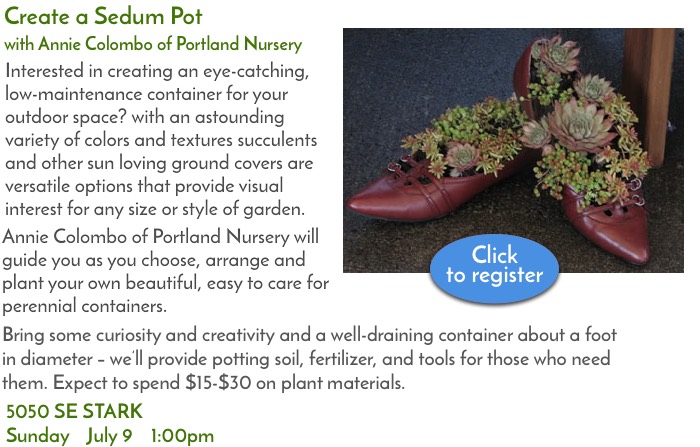 Create a Sedum Pot
with Annie Colombo of Portland Nursery
Interested in creating an eye-catching,
low-maintenance container for your
outdoor space? with an astounding
variety of colors and textures succulents
and other sun loving ground covers are
versatile options that provide visual
interest for any size or style of garden.
Annie Colombo of Portland Nursery will
guide you as you choose, arrange and
plant your own beautiful, easy to care for
perennial containers.
Click
to register
Bring some curiosity and creativity and a well-draining container about a foot
in diameter – we'll provide potting soil, fertilizer, and tools for those who need
them. Expect to spend $15-$30 on plant materials.
5050 SE STARK
Sunday July 9 1:00pm